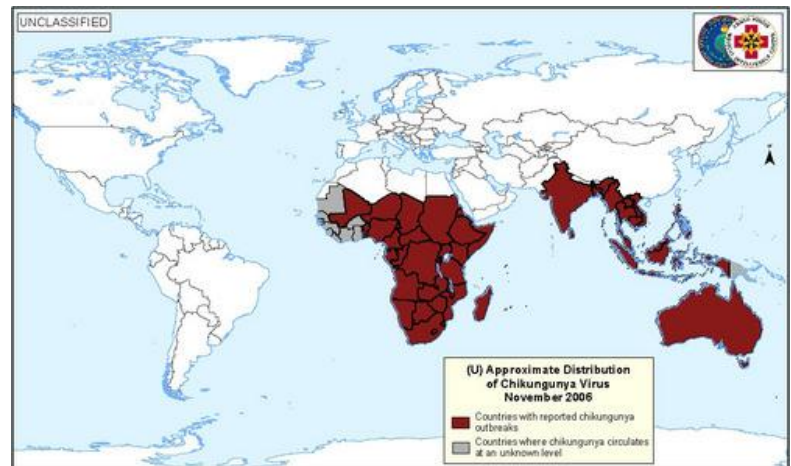 UNCLASSIFIED
(U) Approximate Distribution
of Chikungunya Virus
November 2006
Countries with reported chikungunya
outbreaks
Countries where chikungunya circulates
at an unknown level